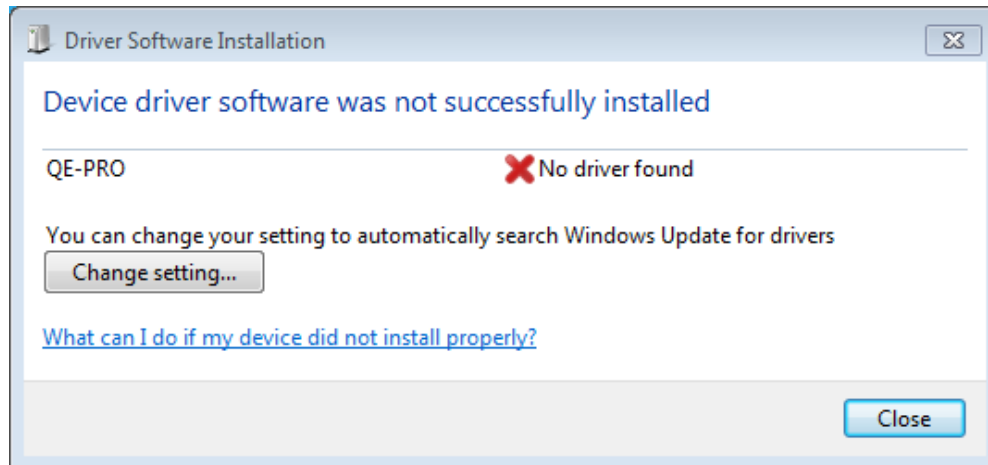 Driver Software Installation
Device driver software was not successfully installed
QE-PRO No driver found
You can change your setting to automatically search Windows Update for drivers
Change setting...
What can I do if my device did not install properly?
Close